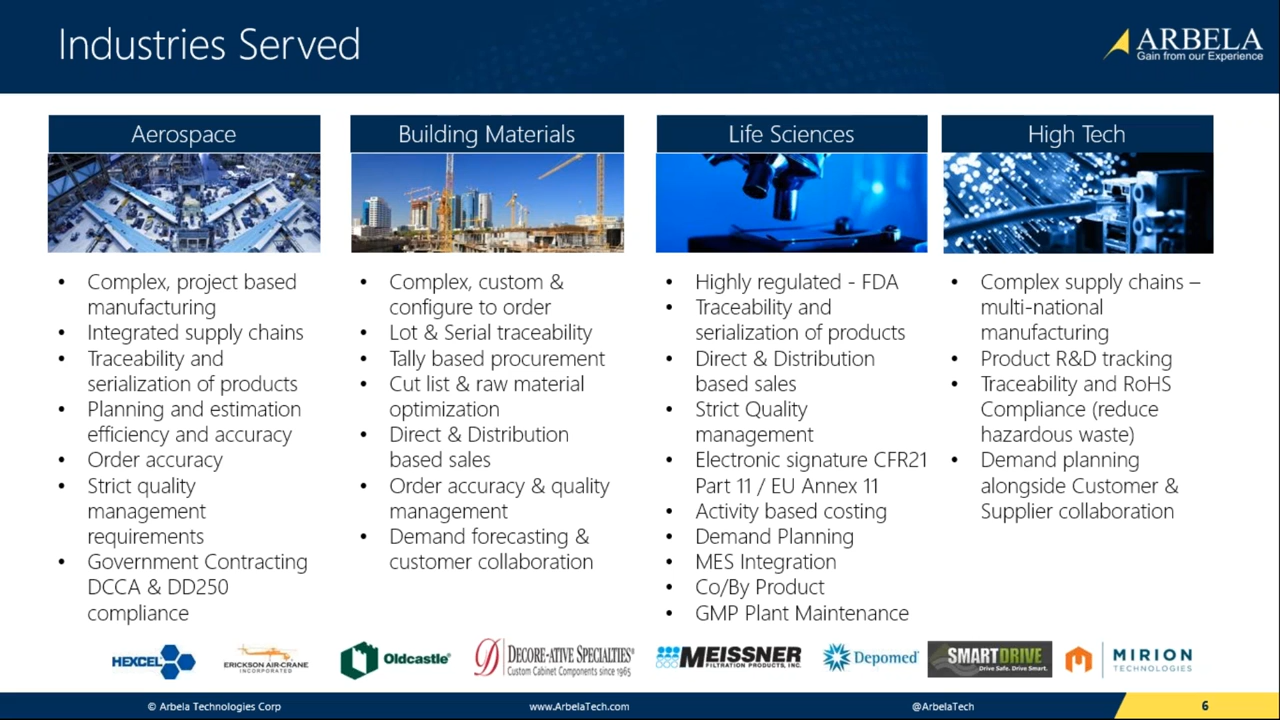 Industries Served
ARBELA
Gain from our Experience
Aerospace
• Complex, project based
manufacturing
• Integrated supply chains
• Traceability and
serialization of products
• Planning and estimation
efficiency and accuracy
• Order accuracy
• Strict quality
management
requirements
• Government Contracting
DCCA & DD250
compliance
Building Materials
• Complex, custom &
configure to order
• Lot & Serial traceability
• Tally based procurement
• Cut list & raw material
optimization
• Direct & Distribution
based sales
• Order accuracy & quality
management
• Demand forecasting &
customer collaboration
Life Sciences
• Highly regulated - FDA
• Traceability and
serialization of products
• Direct & Distribution
based sales
• Strict Quality
management
• Electronic signature CFR21
Part 11 / EU Annex 11
• Activity based costing
• Demand Planning
• MES Integration
• Co/By Product
• GMP Plant Maintenance
High Tech
• Complex supply chains –
multi-national
manufacturing
• Product R&D tracking
• Traceability and RoHS
Compliance (reduce
hazardous waste)
• Demand planning
alongside Customer &
Supplier collaboration
HEXCEL
ERICKSON AIR-CRANE
INCORPORATED
Oldcastle®
DECORE-ATIVE SPECIALTIES®
Custom Cabinet Components since 1965
MEISSNER
FILTRATION PRODUCTS, INC.
Depomed®
SMARTDRIVE
Drive Safe. Drive Smart.
MIRION
TECHNOLOGIES
© Arbela Technologies Corp
www.ArbelaTech.com
@ArbelaTech
6